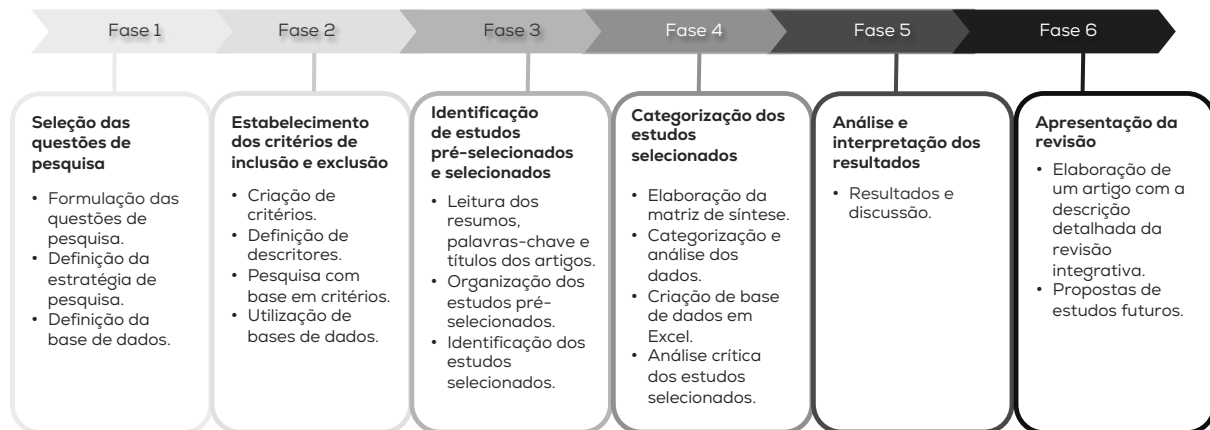 Fase 1
Fase 2
Fase 3
Fase 4
Fase 5
Fase 6
Seleção das
questões de
pesquisa
• Formulação das
questões de
pesquisa.
• Definição da
estratégia de
pesquisa.
• Definição da
base de dados.
Estabelecimento
dos critérios de
inclusão e exclusão
• Criação de
critérios.
• Definição de
descritores.
• Pesquisa com
base em critérios.
• Utilização de
bases de dados.
Identificação
de estudos
pré-selecionados
e selecionados
• Leitura dos
resumos,
palavras-chave e
títulos dos artigos.
• Organização dos
estudos pré-
selecionados.
• Identificação dos
estudos
selecionados.
Categorização dos
estudos
selecionados
• Elaboração da
matriz de síntese.
• Categorização e
análise dos
dados.
• Criação de base
de dados em
Excel.
• Análise crítica
dos estudos
selecionados.
Análise e
interpretação dos
resultados
• Resultados e
discussão.
Apresentação da
revisão
• Elaboração de
um artigo com a
descrição
detalhada da
revisão
integrativa.
• Propostas de
estudos futuros.